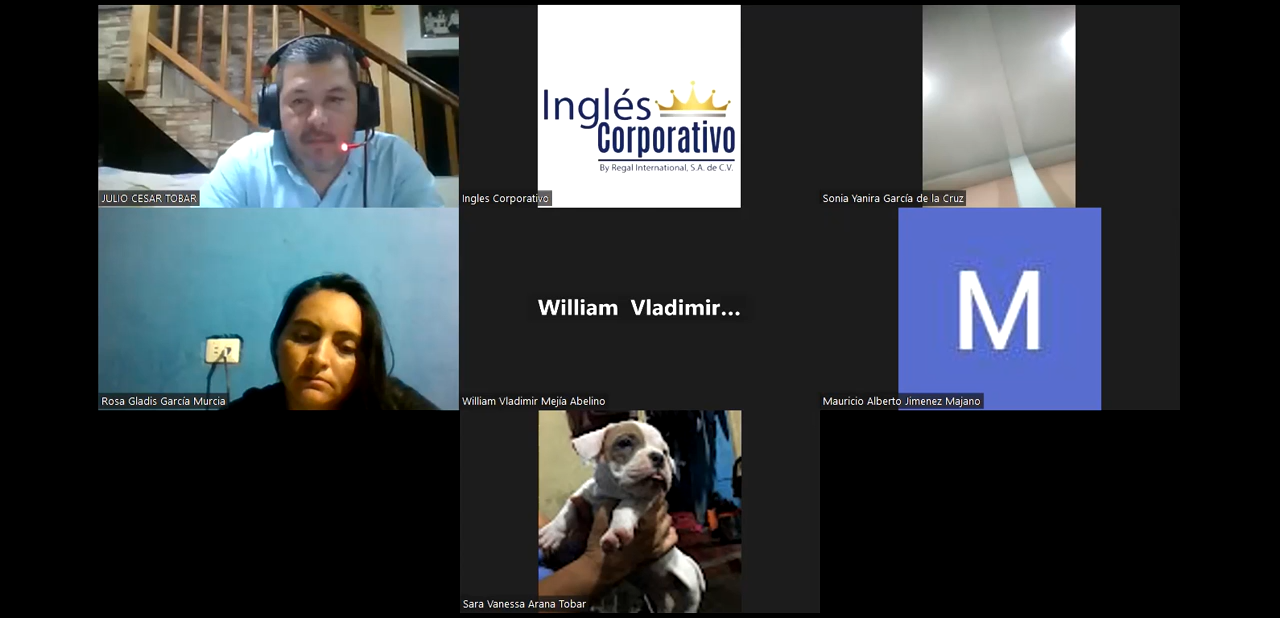 Inglés
Corporativo
By Regal International, S.A. de C.V.
JULIO CESAR TOBAR
Ingles Corporativo
Sonia Yanira García de la Cruz
William Vladimir...
M
Rosa Gladis García Murcia
William Vladimir Mejía Abelino
Mauricio Alberto Jimenez Majano
Sara Vanessa Arana Tobar